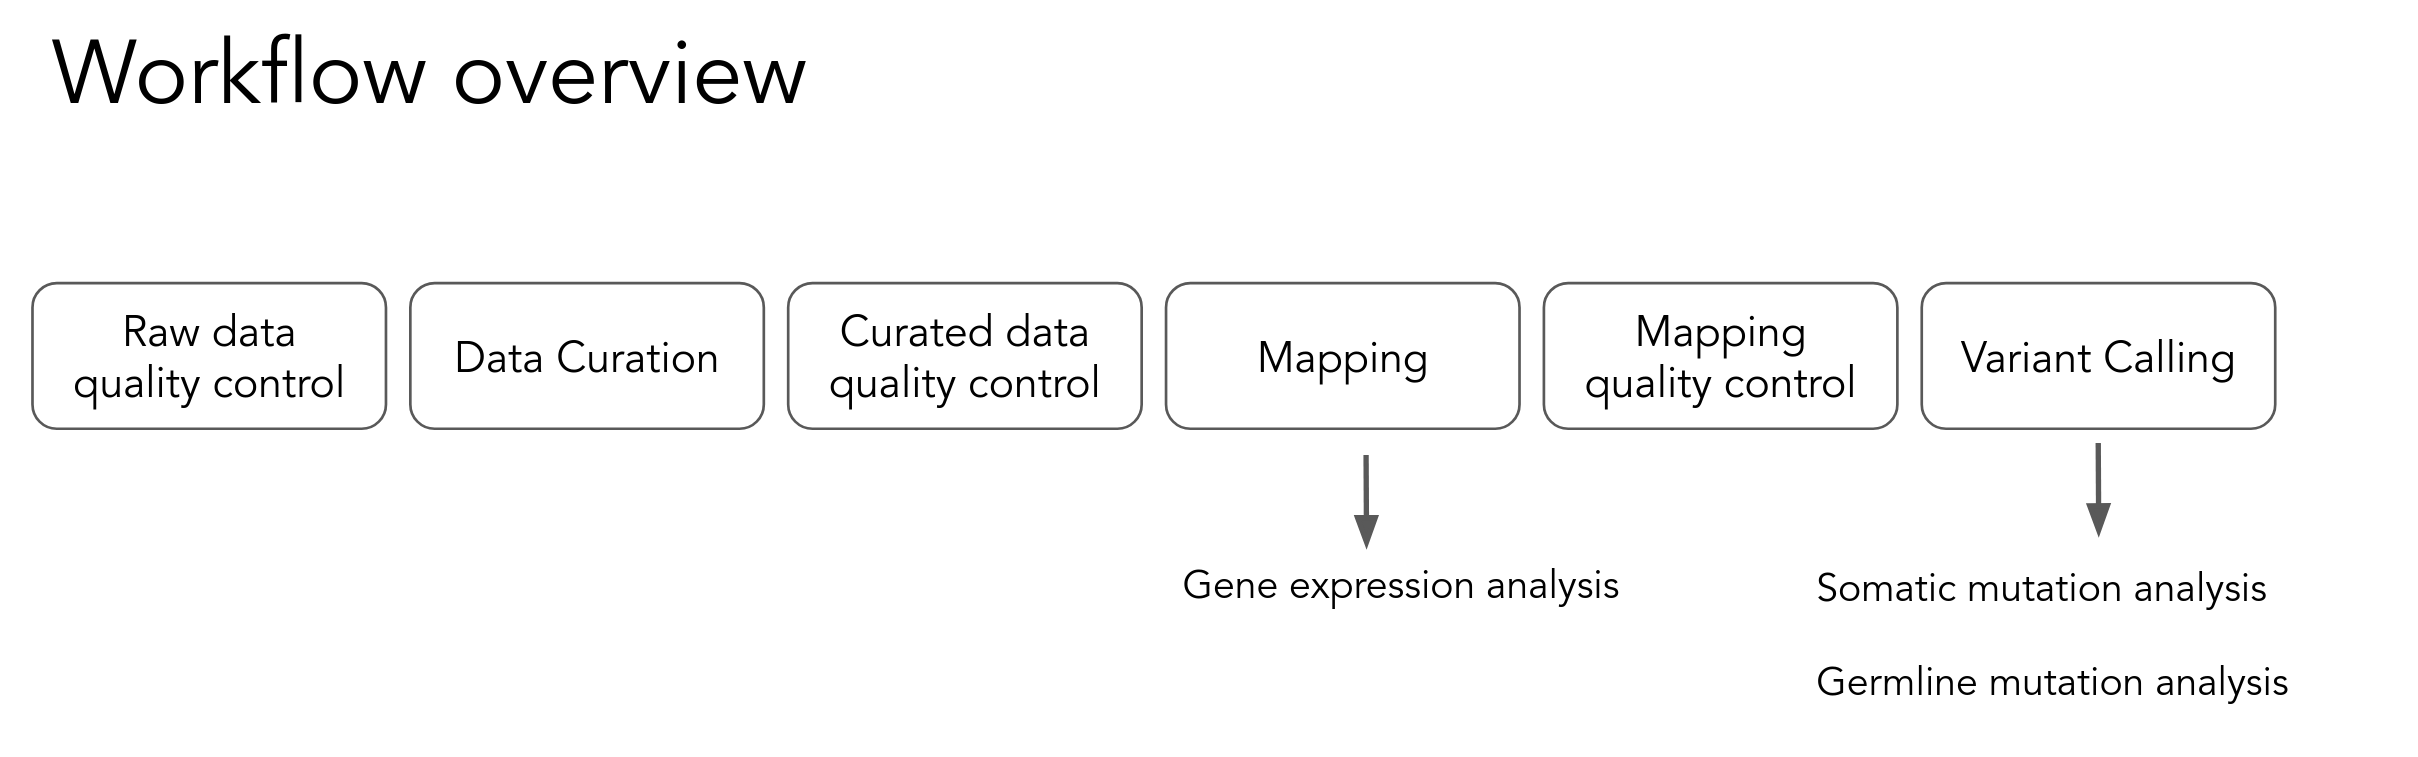 Workflow overview
Raw data
quality control
Data Curation
Curated data
quality control
Mapping
Mapping
quality control
Variant Calling
Gene expression analysis
Somatic mutation analysis
Germline mutation analysis